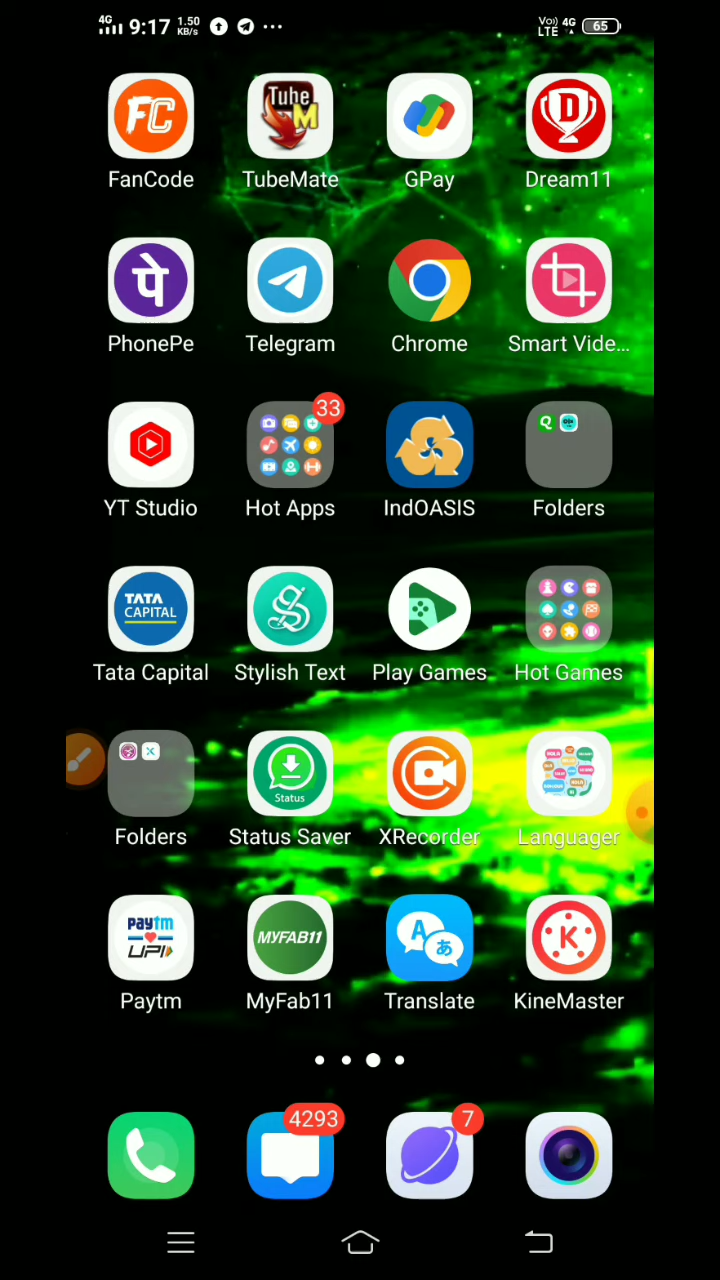 4G 9:17 1.50 KB/s ••• Vo)) LTE 4G 65
FC Tube M D
FanCode TubeMate GPay Dream11
पे
PhonePe Telegram Chrome Smart Vide...
33 Q
YT Studio Hot Apps IndOASIS Folders
TATA CAPITAL S
Tata Capital Stylish Text Play Games Hot Games
Status
Folders Status Saver XRecorder Languager
paytm UPI MYFAB11 A あ K
Paytm MyFab11 Translate KineMaster
4293 7